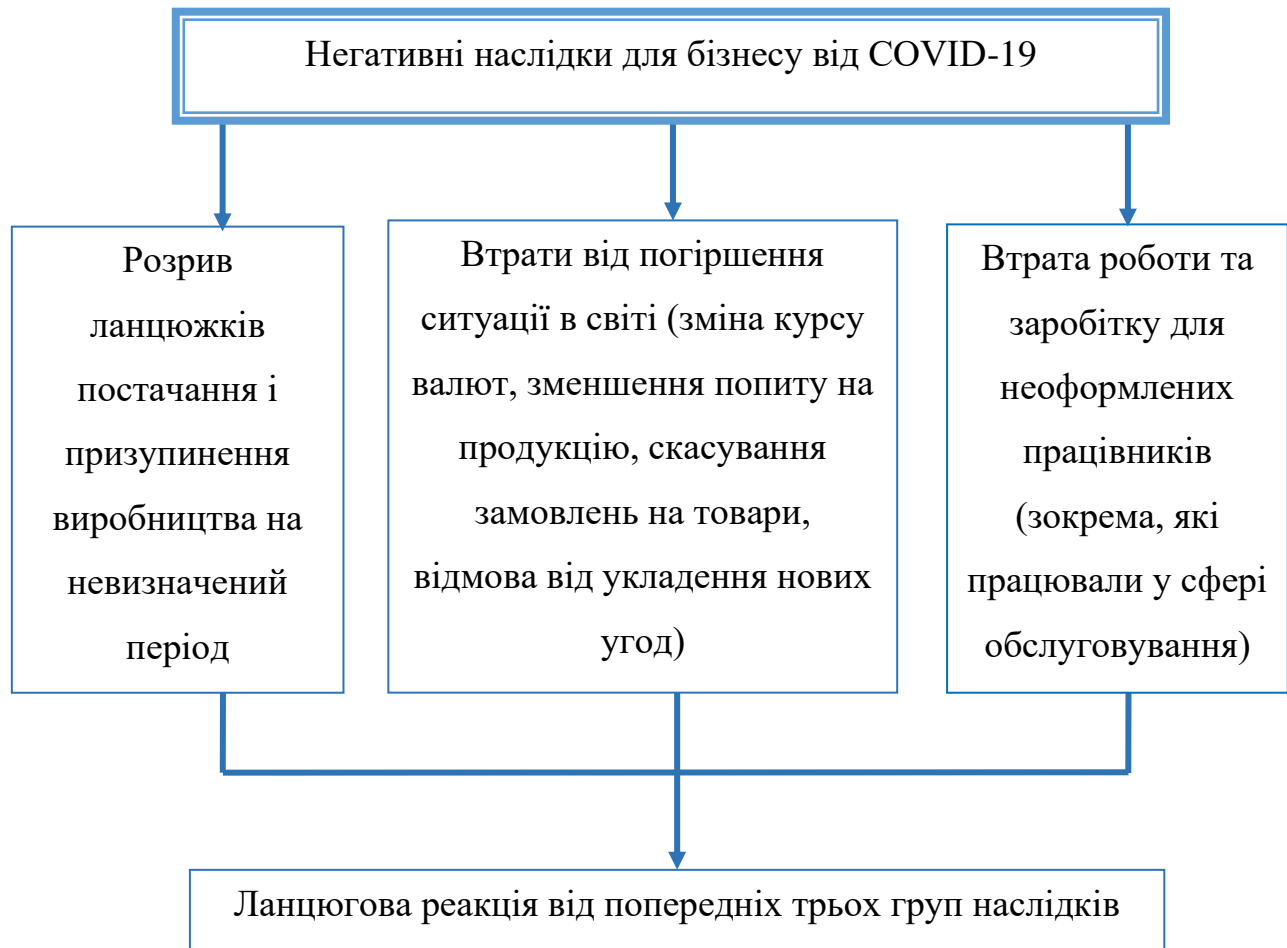 Негативні наслідки для бізнесу від COVID-19
Розрив
ланцюжків
постачання і
призупинення
виробництва на
невизначений
період
Втрати від погіршення
ситуації в світі (зміна курсу
валют, зменшення попиту на
продукцію, скасування
замовлень на товари,
відмова від укладення нових
угод)
Втрата роботи та
заробітку для
неоформлених
працівників
(зокрема, які
працювали у сфері
обслуговування)
Ланцюгова реакція від попередніх трьох груп наслідків